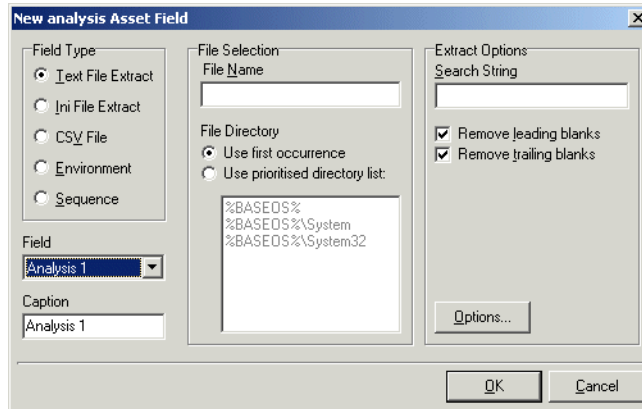 New analysis Asset Field
Field Type
Text File Extract
Ini File Extract
CSV File
Environment
Sequence
Field
Analysis 1
Caption
Analysis 1
File Selection
File Name
File Directory
Use first occurrence
Use prioritised directory list:
%BASEOS%
%BASEOS%\System
%BASEOS%\System32
Extract Options
Search String
Remove leading blanks
Remove trailing blanks
Options...
OK
Cancel